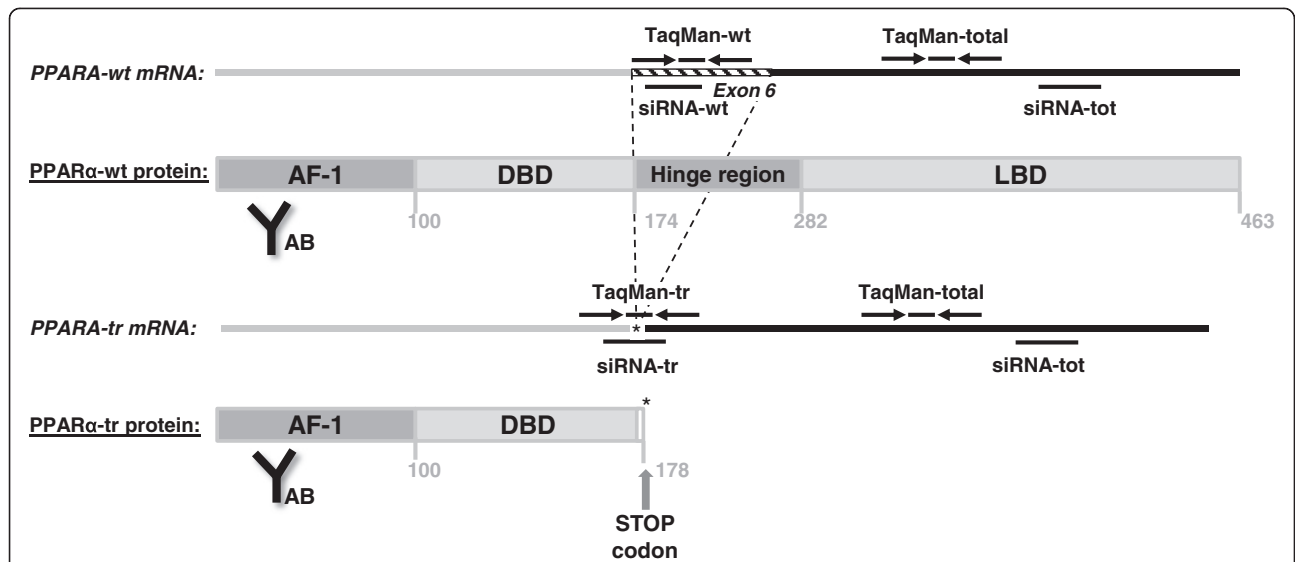 TaqMan-wt
TaqMan-total
PPARA-wt mRNA:
Exon 6
siRNA-wt
siRNA-tot
PPARα-wt protein:
AF-1
DBD
Hinge region
LBD
100
174
282
463
AB
TaqMan-tr
TaqMan-total
PPARA-tr mRNA:
*
siRNA-tr
siRNA-tot
*
PPARα-tr protein:
AF-1
DBD
100
178
AB
STOP
codon